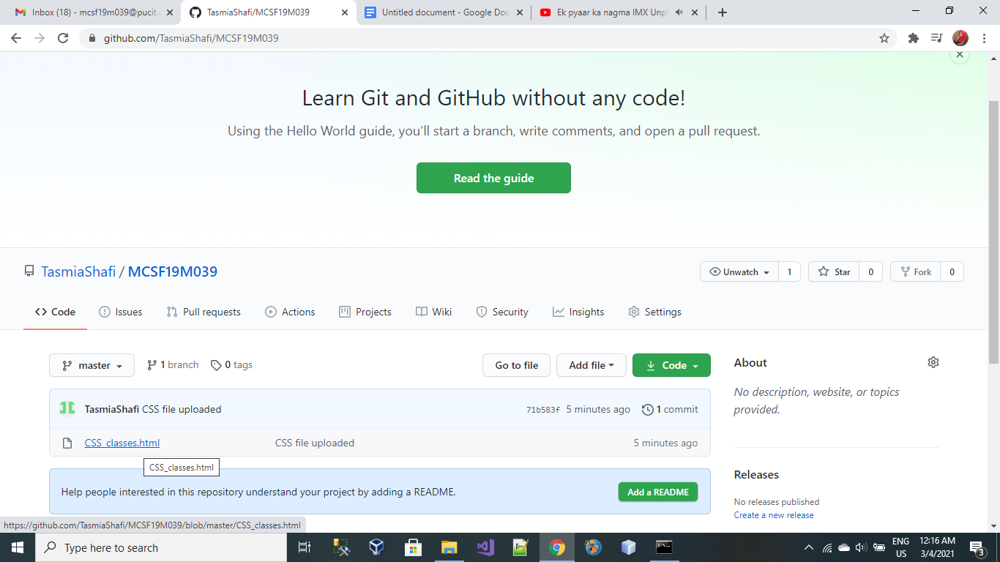 Inbox (18) - mcsf19m039@pucit.e
TasmiaShafi/MCSF19M039
Untitled document - Google Doc
Ek pyaar ka nagma IMX Unpl
github.com/TasmiaShafi/MCSF19M039
Learn Git and GitHub without any code!
Using the Hello World guide, you’ll start a branch, write comments, and open a pull request.
Read the guide
TasmiaShafi / MCSF19M039
Unwatch 1 Star 0 Fork 0
Code Issues Pull requests Actions Projects Wiki Security Insights Settings
master 1 branch 0 tags Go to file Add file Code
About
TasmiaShafi CSS file uploaded 71b583f 5 minutes ago 1 commit
No description, website, or topics
provided.
CSS_classes.html CSS file uploaded 5 minutes ago
CSS_classes.html
Help people interested in this repository understand your project by adding a README. Add a README
Releases
No releases published
Create a new release
https://github.com/TasmiaShafi/MCSF19M039/blob/master/CSS_classes.html
Type here to search
ENG
US
12:16 AM
3/4/2021
3